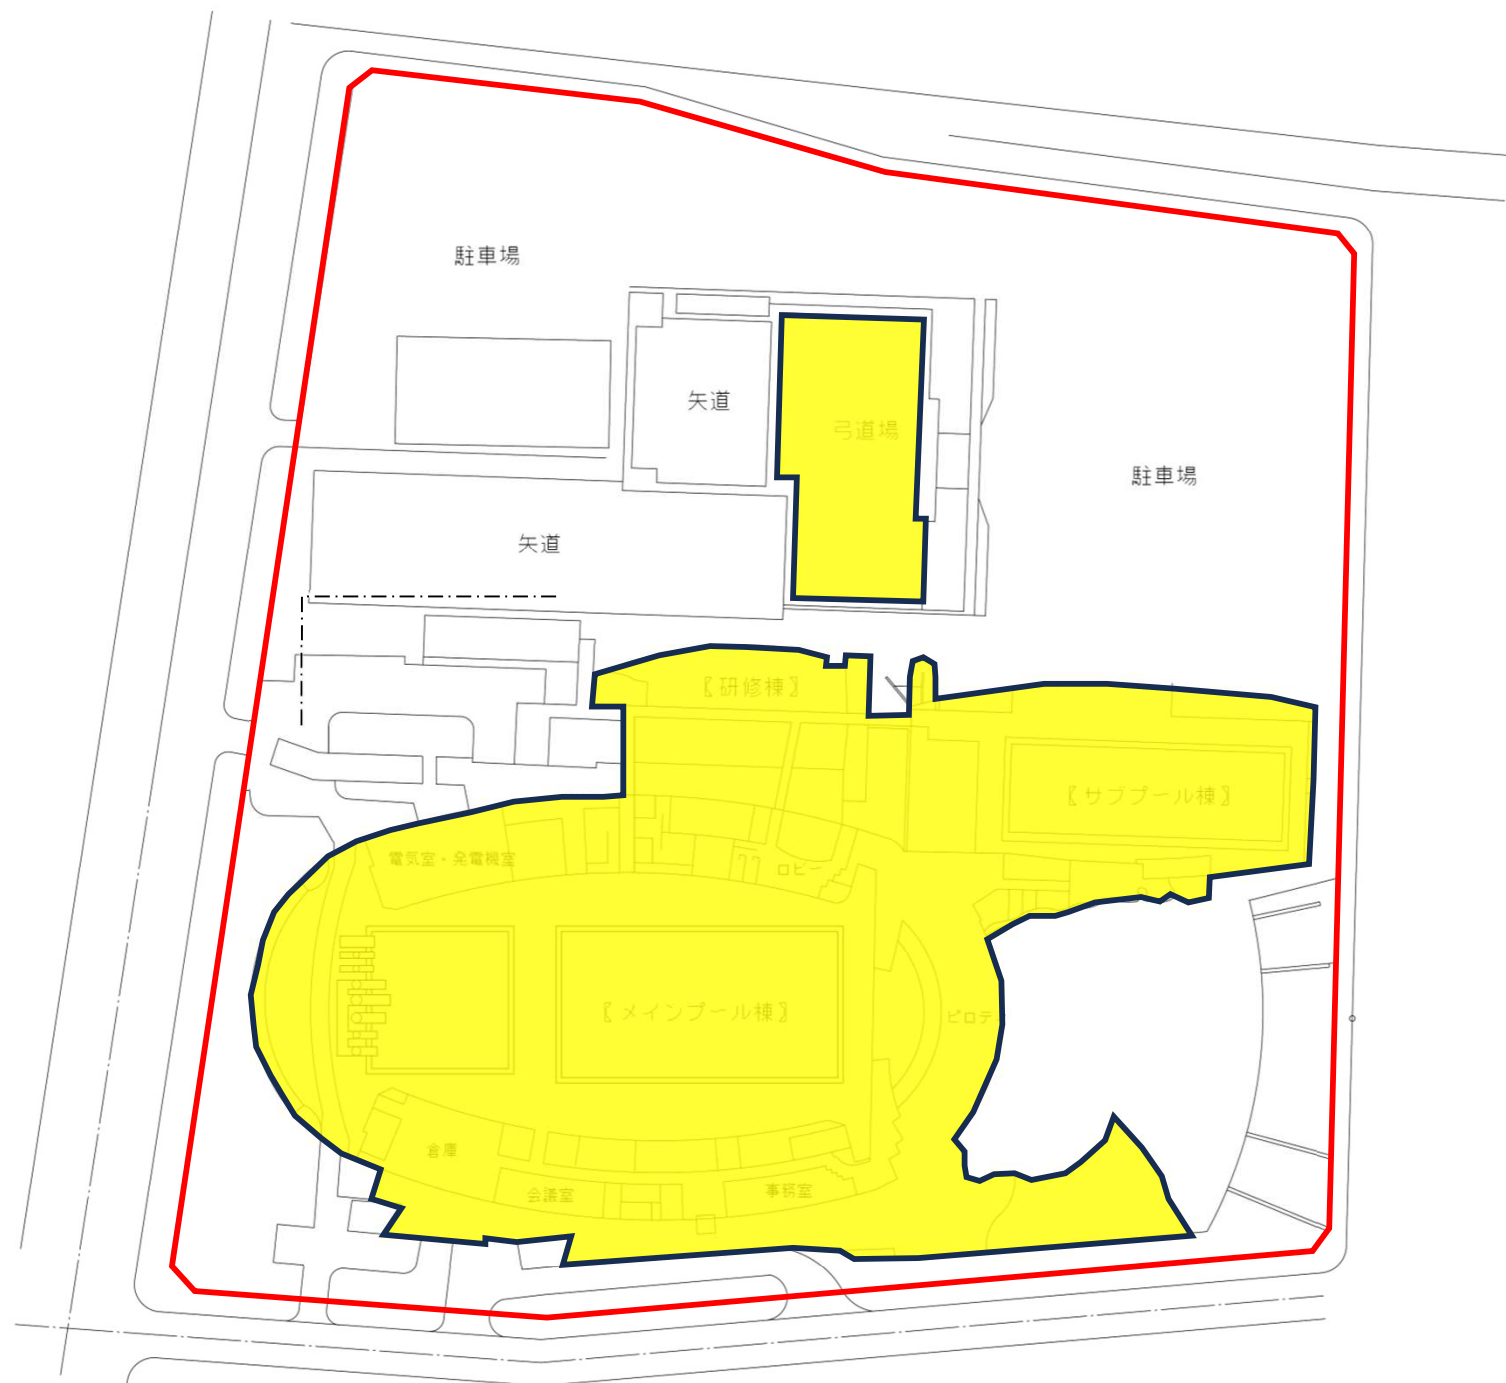 駐車場
矢道
弓道場
駐車場
矢道
〖研修棟〗
〖サブプール棟〗
電気室・発電機室
ロビー
〖メインプール棟〗
ピロティ
倉庫
会議室
事務室